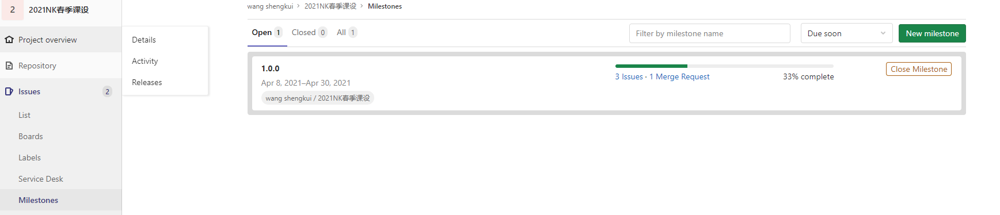 2 2021NK春季课设
Project overview
Repository
Issues 2
List
Boards
Labels
Service Desk
Milestones
Details
Activity
Releases
wang shengkui > 2021NK春季课设 > Milestones
Open 1 Closed 0 All 1 Filter by milestone name Due soon New milestone
1.0.0
Apr 8, 2021–Apr 30, 2021
wang shengkui / 2021NK春季课设
3 Issues · 1 Merge Request 33% complete
Close Milestone